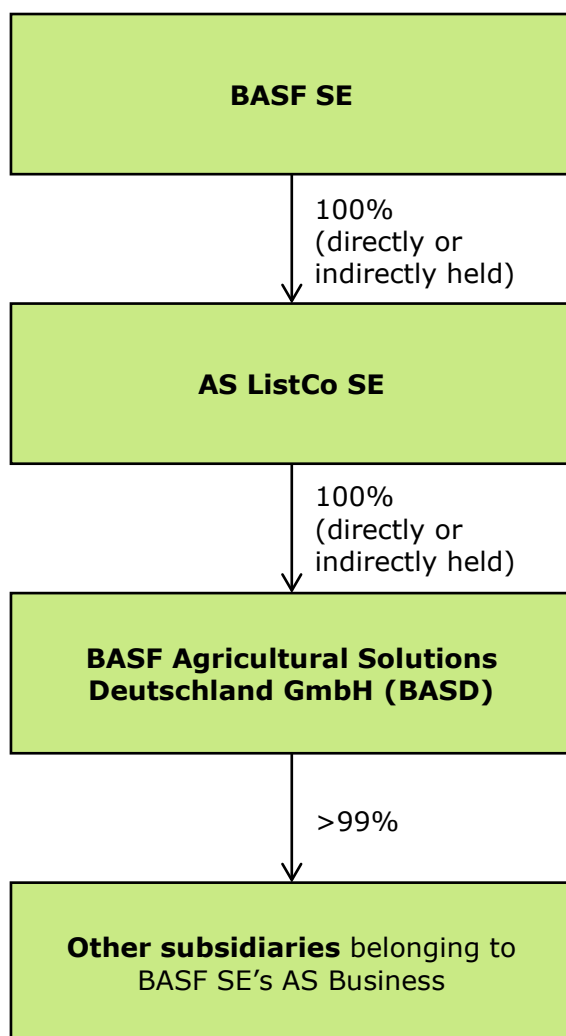 BASF SE
100%
(directly or
indirectly held)
AS ListCo SE
100%
(directly or
indirectly held)
BASF Agricultural Solutions
Deutschland GmbH (BASD)
>99%
Other subsidiaries belonging to
BASF SE’s AS Business